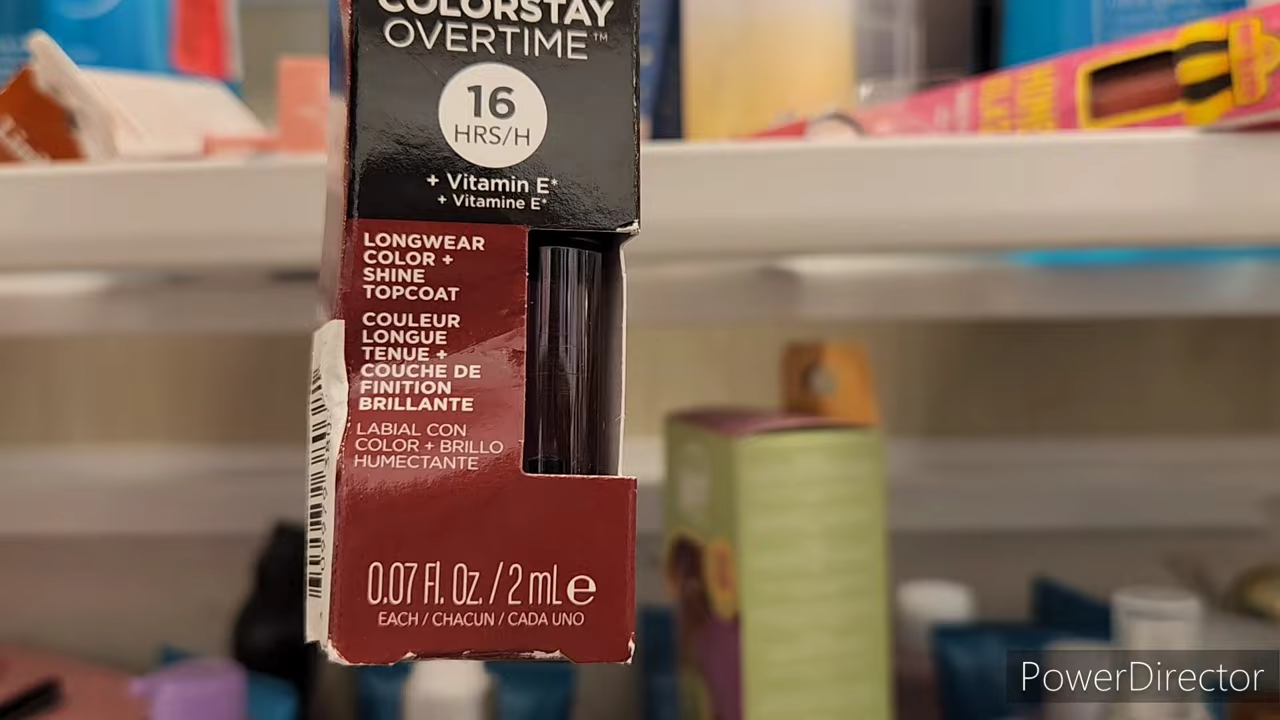 COLORSTAY
OVERTIME™
16
HRS/H
+ Vitamin E*
+ Vitamine E*
LONGWEAR
COLOR +
SHINE
TOPCOAT
COULEUR
LONGUE
TENUE +
COUCHE DE
FINITION
BRILLANTE
LABIAL CON
COLOR + BRILLO
HUMECTANTE
0.07 Fl. Oz. / 2 mL e
EACH / CHACUN / CADA UNO
PowerDirector